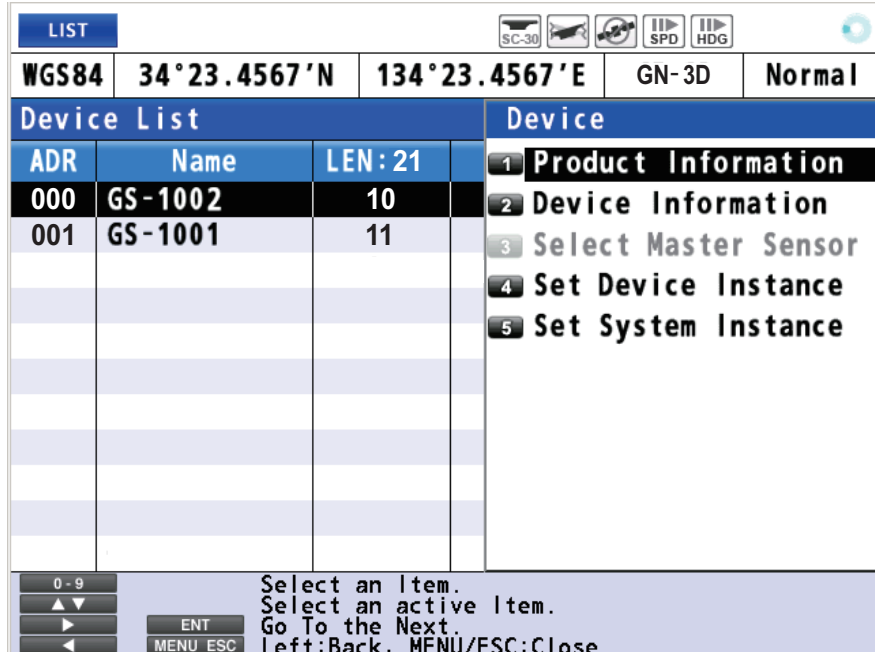 LIST SC-30 SPD HDG
WGS84 34°23.4567′N 134°23.4567′E GN-3D Normal
Device List
ADR Name LEN:21
000 GS-1002 10
001 GS-1001 11
Device
1 Product Information
2 Device Information
3 Select Master Sensor
4 Set Device Instance
5 Set System Instance
0-9 Select an Item.
▲▼ Select an active Item.
▶ ENT Go To the Next.
◀ MENU ESC Left:Back, MENU/ESC:Close